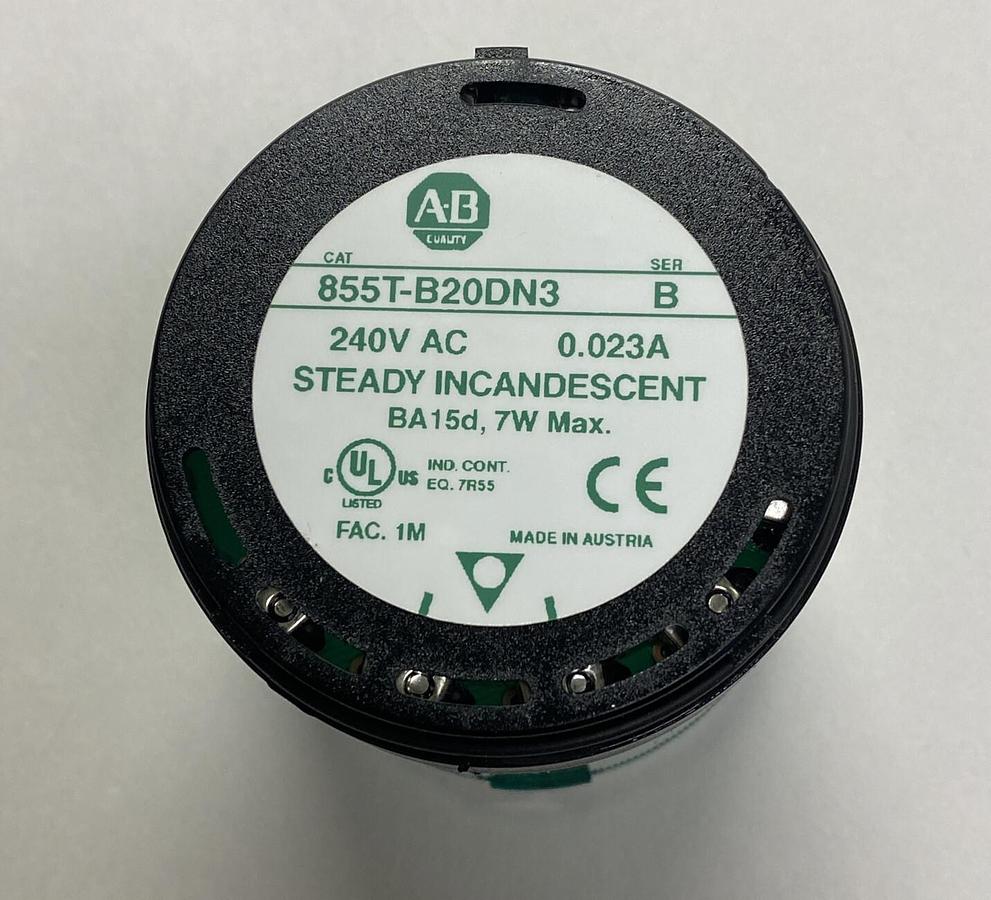 A·B
QUALITY
CAT SER
855T-B20DN3 B
240V AC 0.023A
STEADY INCANDESCENT
BA15d, 7W Max.
C UL US
LISTED
IND. CONT.
EQ. 7R55
CE
FAC. 1M
MADE IN AUSTRIA